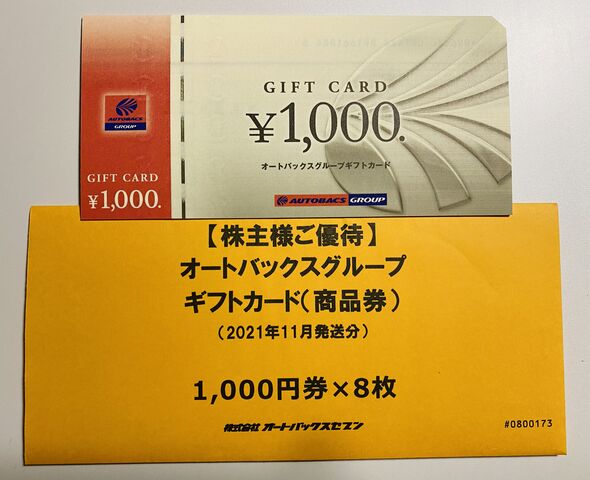 GIFT CARD
¥1,000.
オートバックスグループギフトカード
AUTOBACS GROUP
AUTOBACS
GROUP
GIFT CARD
¥1,000.
【株主様ご優待】
オートバックスグループ
ギフトカード(商品券)
(2021年11月発送分)
1,000円券×8枚
株式会社 オートバックスセブン
#0800173